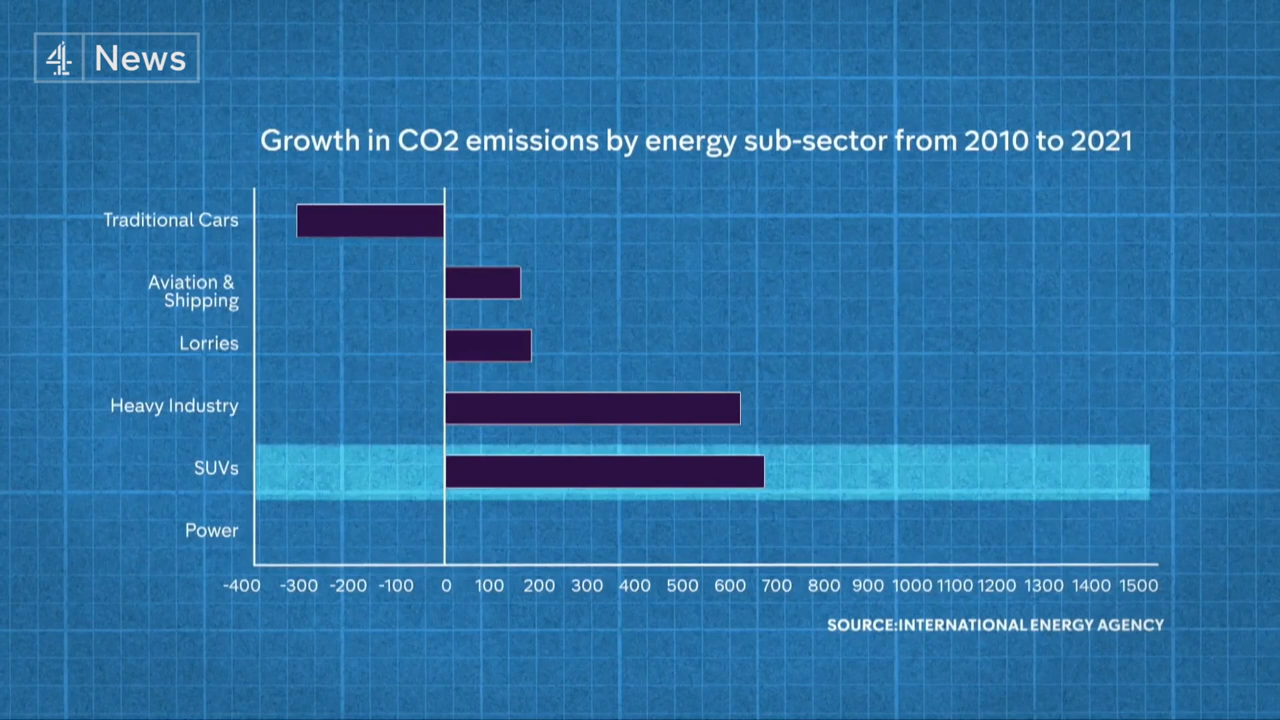 4 News
Growth in CO2 emissions by energy sub-sector from 2010 to 2021
Traditional Cars
Aviation &
Shipping
Lorries
Heavy Industry
SUVs
Power
-400 -300 -200 -100 0 100 200 300 400 500 600 700 800 900 1000 1100 1200 1300 1400 1500
SOURCE:INTERNATIONAL ENERGY AGENCY